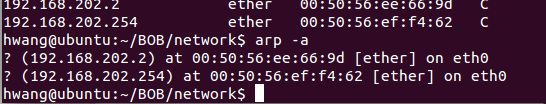 192.168.202.2 ether 00:50:56:ee:66:9d C
192.168.202.254 ether 00:50:56:ef:f4:62 C
hwang@ubuntu:~/BOB/network$ arp -a
? (192.168.202.2) at 00:50:56:ee:66:9d [ether] on eth0
? (192.168.202.254) at 00:50:56:ef:f4:62 [ether] on eth0
hwang@ubuntu:~/BOB/network$